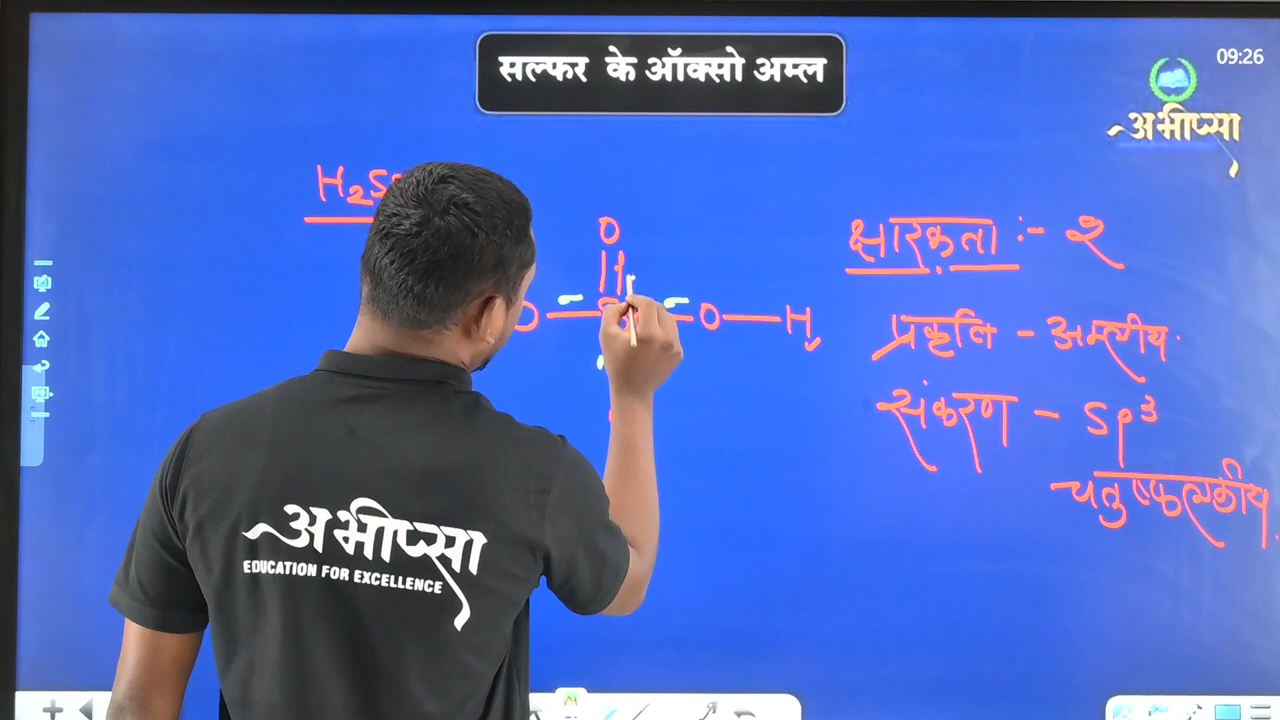 सल्फर के ऑक्सो अम्ल
09:26
अभीप्सा
H₂S
O
O
O H
क्षारकता :- २
प्रकृति - अम्लीय
संकरण - sp³
चतुष्फलकीय
अभीप्सा
EDUCATION FOR EXCELLENCE